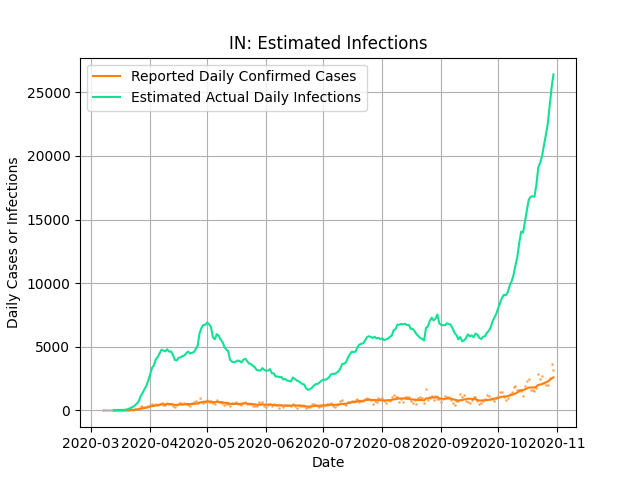 IN: Estimated Infections
Reported Daily Confirmed Cases
Estimated Actual Daily Infections
Daily Cases or Infections
25000
20000
15000
10000
5000
0
2020-03 2020-04 2020-05 2020-06 2020-07 2020-08 2020-09 2020-10 2020-11
Date